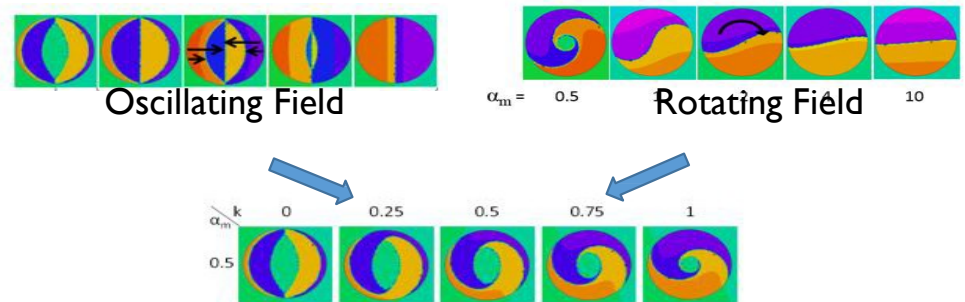 Oscillating Field
αm = 0.5 10
Rotating Field
k 0 0.25 0.5 0.75 1
αm
0.5